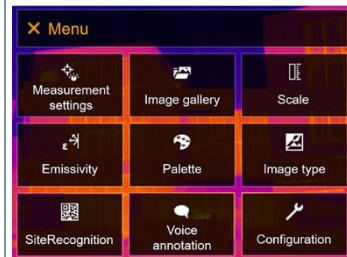 Menu
Measurement
settings
Image gallery
Scale
ε
Emissivity
Palette
Image type
SiteRecognition
Voice
annotation
Configuration